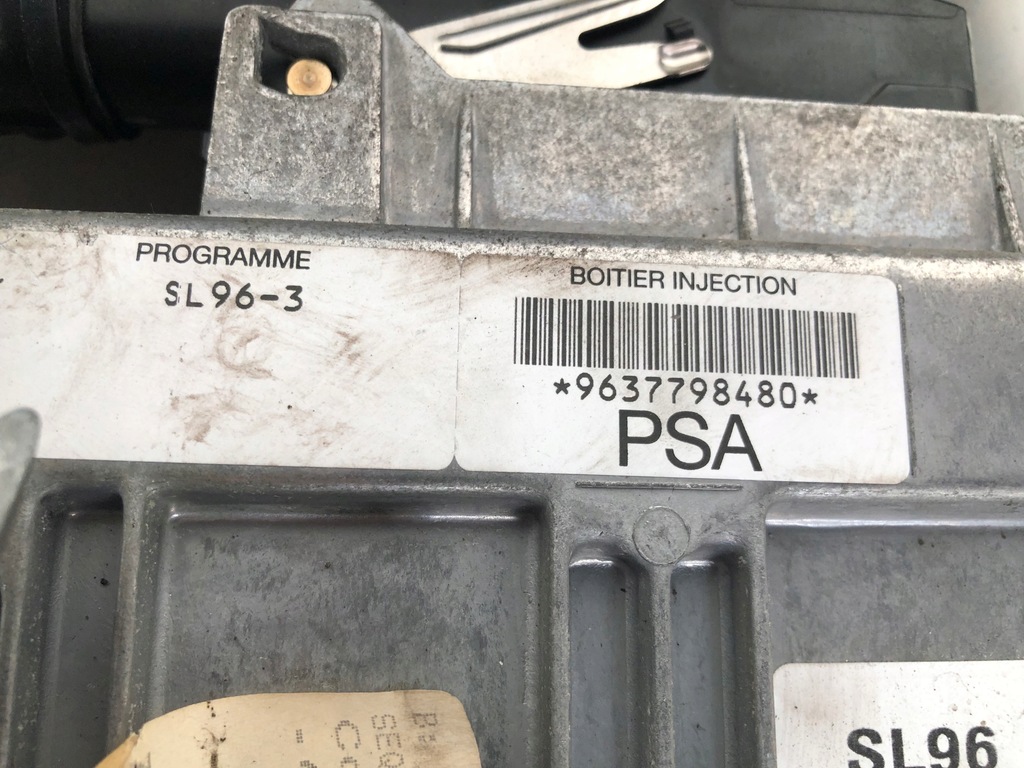 PROGRAMME
SL96-3
BOITIER INJECTION
*9637798480*
PSA
SL96